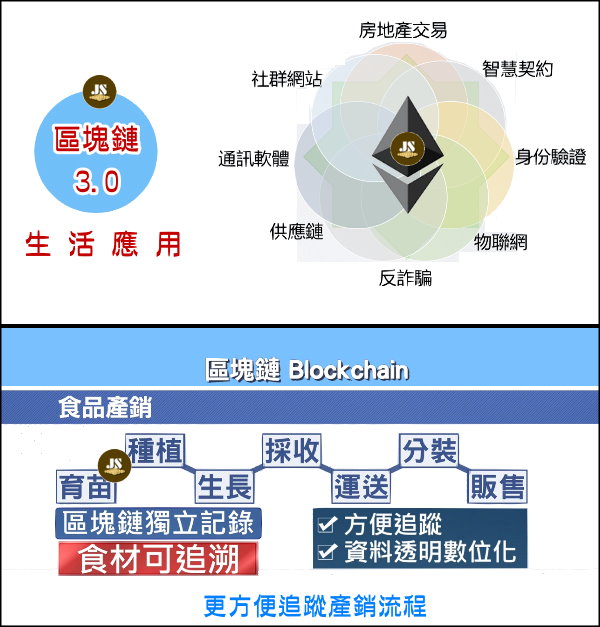 JS
區塊鏈
3.0
生活應用
房地產交易
社群網站
智慧契約
通訊軟體
JS
身份驗證
供應鏈
物聯網
反詐騙
區塊鏈 Blockchain
食品產銷
種植
採收
分裝
JS
育苗
生長
運送
販售
區塊鏈獨立記錄
食材可追溯
方便追蹤
資料透明數位化
更方便追蹤產銷流程